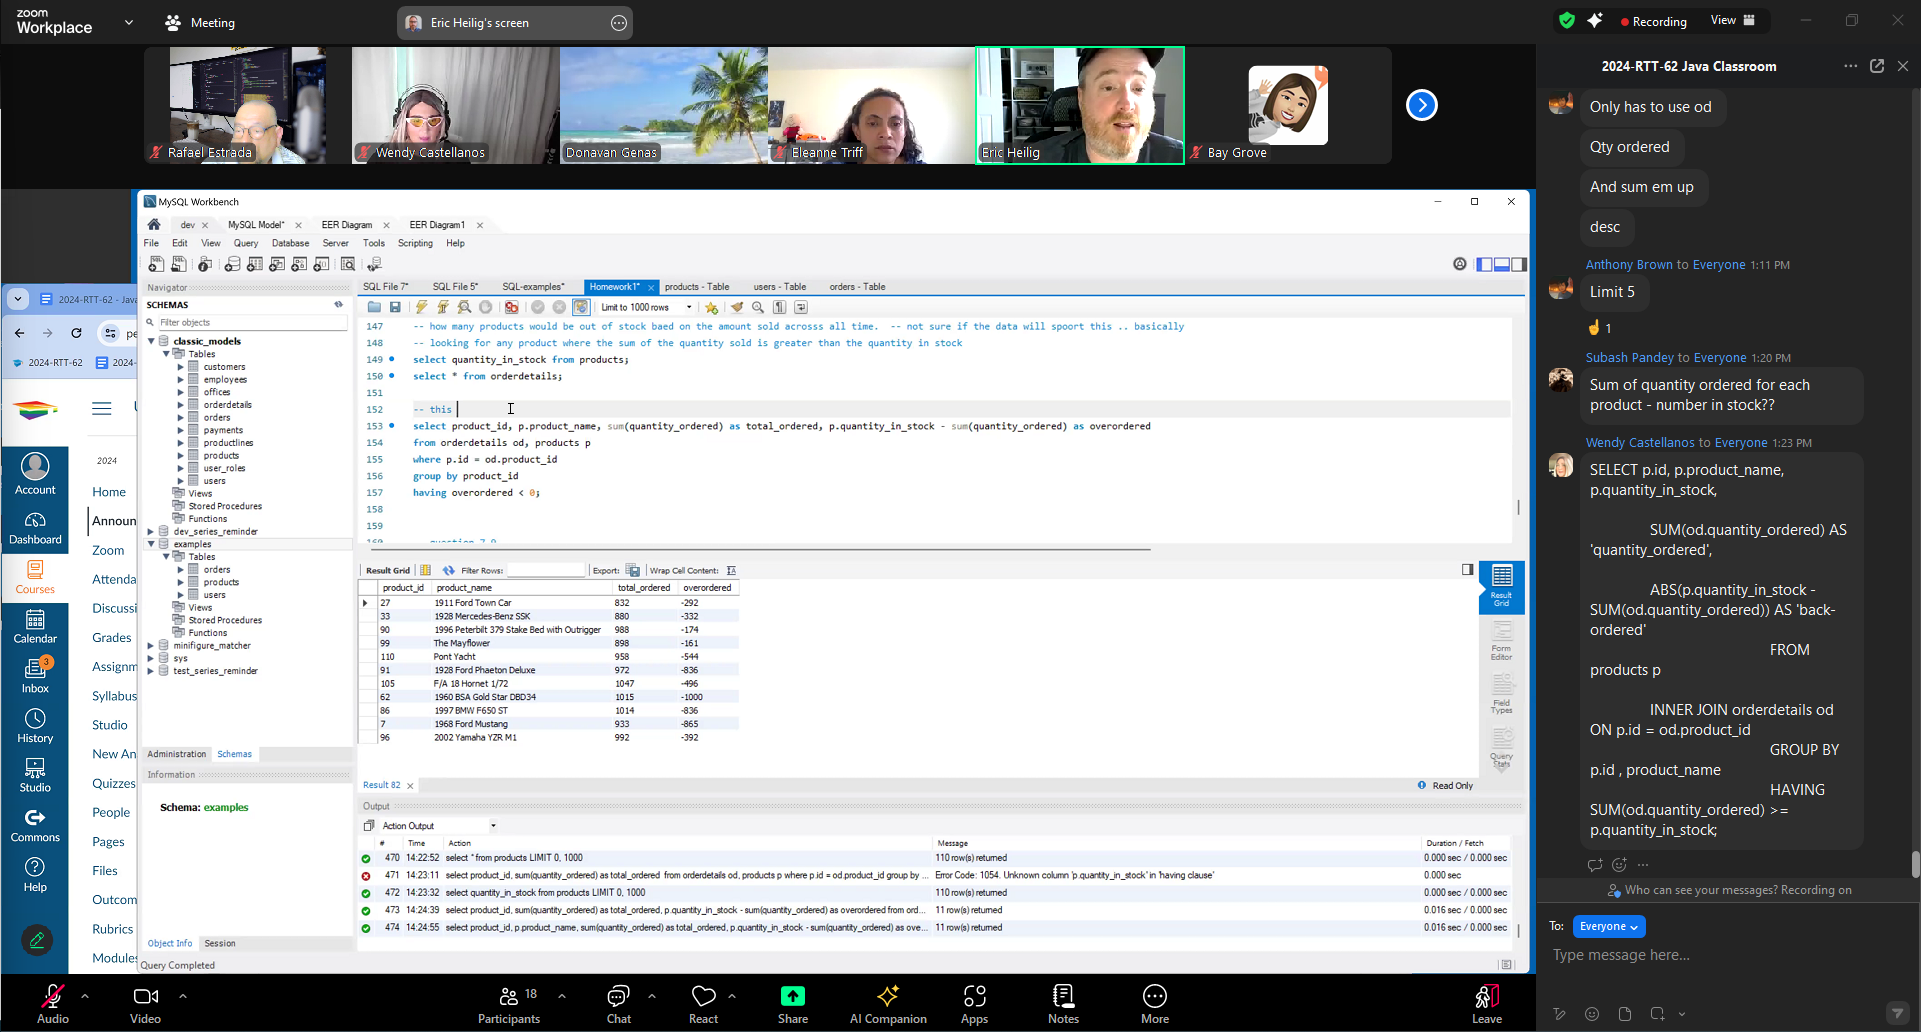 zoom
Workplace
Meeting
Eric Heilig's screen
Recording
View
Rafael Estrada
Wendy Castellanos
Donavan Genas
Eleanne Triff
Eric Heilig
Bay Grove
MySQL Workbench
dev
MySQL Model*
EER Diagram
EER Diagram1
File Edit View Query Database Server Tools Scripting Help
Navigator
SCHEMAS
Filter objects
classic_models
Tables
customers
employees
offices
orderdetails
orders
payments
productlines
products
user_roles
users
Views
Stored Procedures
Functions
dev_series_reminder
examples
Tables
orders
products
users
Views
Stored Procedures
Functions
minifigure_matcher
sys
test_series_reminder
Administration Schemas
Information
Schema: examples
Object Info Session
Query Completed
SQL File 7* SQL File 5* SQL-examples* Homework1* products - Table users - Table orders - Table
Limit to 1000 rows
147 -- how many products would be out of stock baed on the amount sold acrosss all time.  -- not sure if the data will spoort this .. basically
148 -- looking for any product where the sum of the quantity sold is greater than the quantity in stock
149 select quantity_in_stock from products;
150 select * from orderdetails;
151
152 -- this
153 select product_id, p.product_name, sum(quantity_ordered) as total_ordered, p.quantity_in_stock - sum(quantity_ordered) as overordered
154 from orderdetails od, products p
155 where p.id = od.product_id
156 group by product_id
157 having overordered < 0;
158
159
Result Grid Filter Rows: Export: Wrap Cell Content:
product_id product_name total_ordered overordered
27 1911 Ford Town Car 832 -292
33 1928 Mercedes-Benz SSK 880 -332
90 1996 Peterbilt 379 Stake Bed with Outrigger 988 -174
99 The Mayflower 898 -161
110 Pont Yacht 958 -544
91 1928 Ford Phaeton Deluxe 972 -836
105 F/A 18 Hornet 1/72 1047 -496
62 1960 BSA Gold Star DBD34 1015 -1000
86 1997 BMW F650 ST 1014 -836
7 1968 Ford Mustang 933 -865
96 2002 Yamaha YZR M1 992 -392
Result Grid
Form Editor
Field Types
Query Stats
Result 82
Read Only
Output
Action Output
# Time Action Message Duration / Fetch
470 14:22:52 select * from products LIMIT 0, 1000 110 row(s) returned 0.000 sec / 0.000 sec
471 14:23:11 select product_id, sum(quantity_ordered) as total_ordered  from orderdetails od, products p where p.id = od.product_id group by ... Error Code: 1054. Unknown column 'p.quantity_in_stock' in 'having clause' 0.000 sec
472 14:23:32 select quantity_in_stock from products LIMIT 0, 1000 110 row(s) returned 0.000 sec / 0.000 sec
473 14:24:39 select product_id, sum(quantity_ordered) as total_ordered, p.quantity_in_stock - sum(quantity_ordered) as overordered from ord... 11 row(s) returned 0.016 sec / 0.000 sec
474 14:24:55 select product_id, p.product_name, sum(quantity_ordered) as total_ordered, p.quantity_in_stock - sum(quantity_ordered) as ove... 11 row(s) returned 0.016 sec / 0.000 sec
2024-RTT-62 - Java
pe
2024-RTT-62
2024-
2024
Account
Dashboard
Courses
Calendar
3
Inbox
History
Studio
Commons
Help
Home
Announ
Zoom
Attenda
Discussi
Grades
Assignm
Syllabus
Studio
New An
Quizzes
People
Pages
Files
Outcom
Rubrics
Modules
2024-RTT-62 Java Classroom
Only has to use od
Qty ordered
And sum em up
desc
Anthony Brown to Everyone 1:11 PM
Limit 5
1
Subash Pandey to Everyone 1:20 PM
Sum of quantity ordered for each
product - number in stock??
Wendy Castellanos to Everyone 1:23 PM
SELECT p.id, p.product_name,
p.quantity_in_stock,
SUM(od.quantity_ordered) AS
'quantity_ordered',
ABS(p.quantity_in_stock -
SUM(od.quantity_ordered)) AS 'back-
ordered'
FROM
products p
INNER JOIN orderdetails od
ON p.id = od.product_id
GROUP BY
p.id , product_name
HAVING
SUM(od.quantity_ordered) >=
p.quantity_in_stock;
Who can see your messages? Recording on
To: Everyone
Type message here...
Audio
Video
18
Participants
Chat
React
Share
AI Companion
Apps
Notes
More
Leave